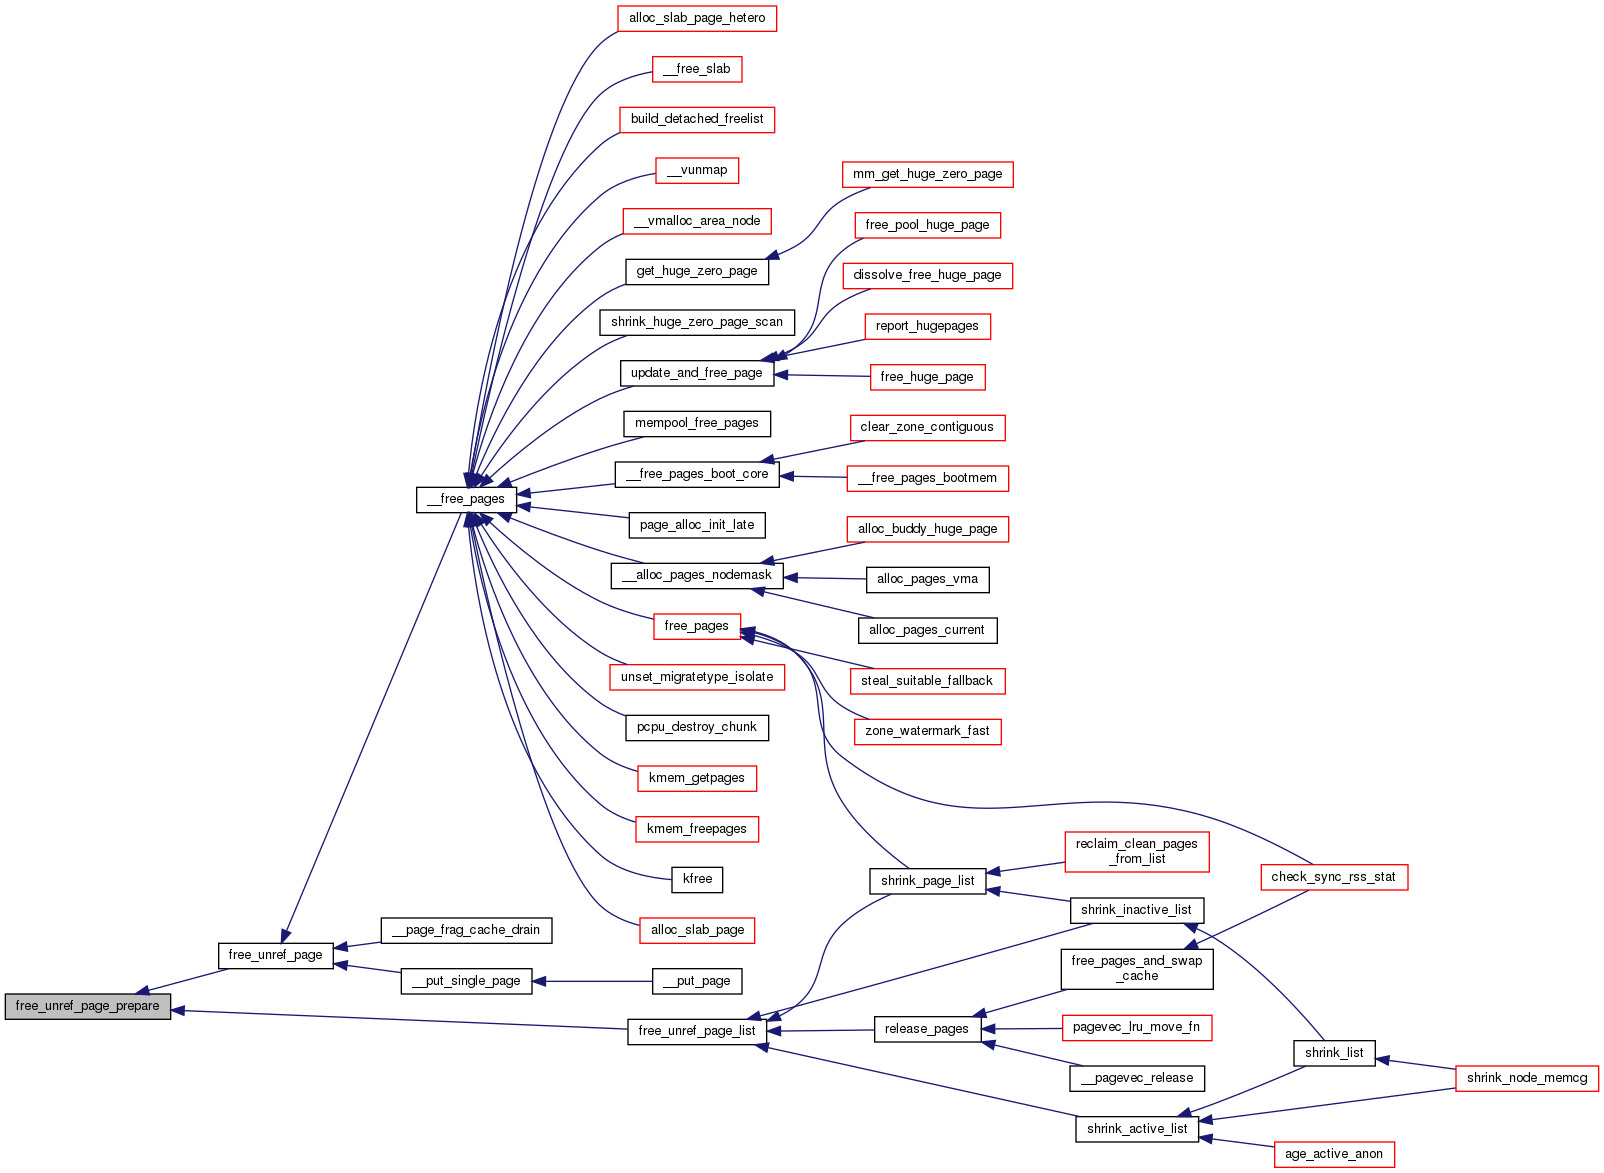 alloc_slab_page_hetero
__free_slab
build_detached_freelist
__vunmap
mm_get_huge_zero_page
__vmalloc_area_node
free_pool_huge_page
get_huge_zero_page
dissolve_free_huge_page
shrink_huge_zero_page_scan
report_hugepages
update_and_free_page
free_huge_page
mempool_free_pages
clear_zone_contiguous
__free_pages_boot_core
__free_pages_bootmem
__free_pages
page_alloc_init_late
alloc_buddy_huge_page
__alloc_pages_nodemask
alloc_pages_vma
free_pages
alloc_pages_current
unset_migratetype_isolate
steal_suitable_fallback
pcpu_destroy_chunk
zone_watermark_fast
kmem_getpages
kmem_freepages
reclaim_clean_pages
_from_list
kfree
shrink_page_list
check_sync_rss_stat
shrink_inactive_list
alloc_slab_page
__page_frag_cache_drain
free_unref_page
free_pages_and_swap
_cache
__put_single_page
__put_page
free_unref_page_prepare
free_unref_page_list
release_pages
pagevec_lru_move_fn
shrink_list
__pagevec_release
shrink_node_memcg
shrink_active_list
age_active_anon